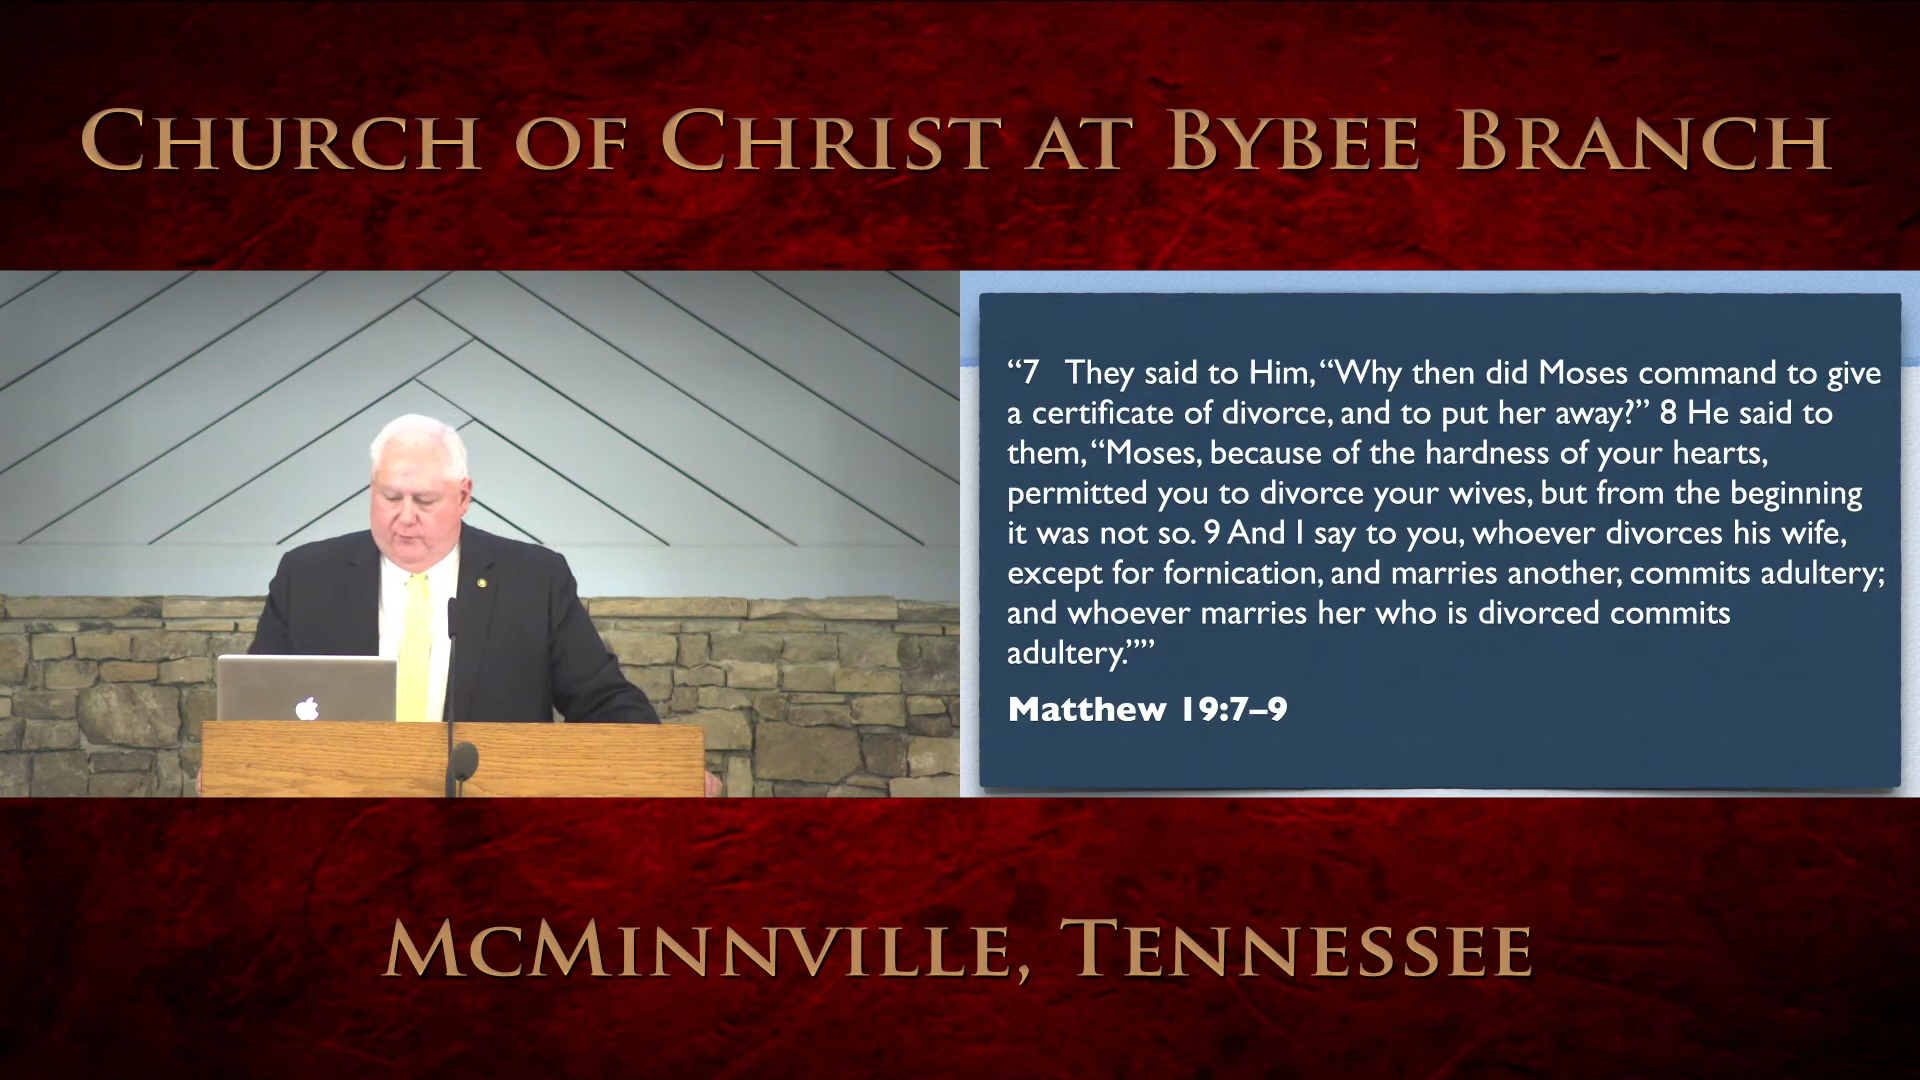 CHURCH OF CHRIST AT BYBEE BRANCH
“7   They said to Him, “Why then did Moses command to give
a certificate of divorce, and to put her away?” 8 He said to
them, “Moses, because of the hardness of your hearts,
permitted you to divorce your wives, but from the beginning
it was not so. 9 And I say to you, whoever divorces his wife,
except for fornication, and marries another, commits adultery;
and whoever marries her who is divorced commits
adultery.’””
Matthew 19:7–9
MCMINNVILLE, TENNESSEE